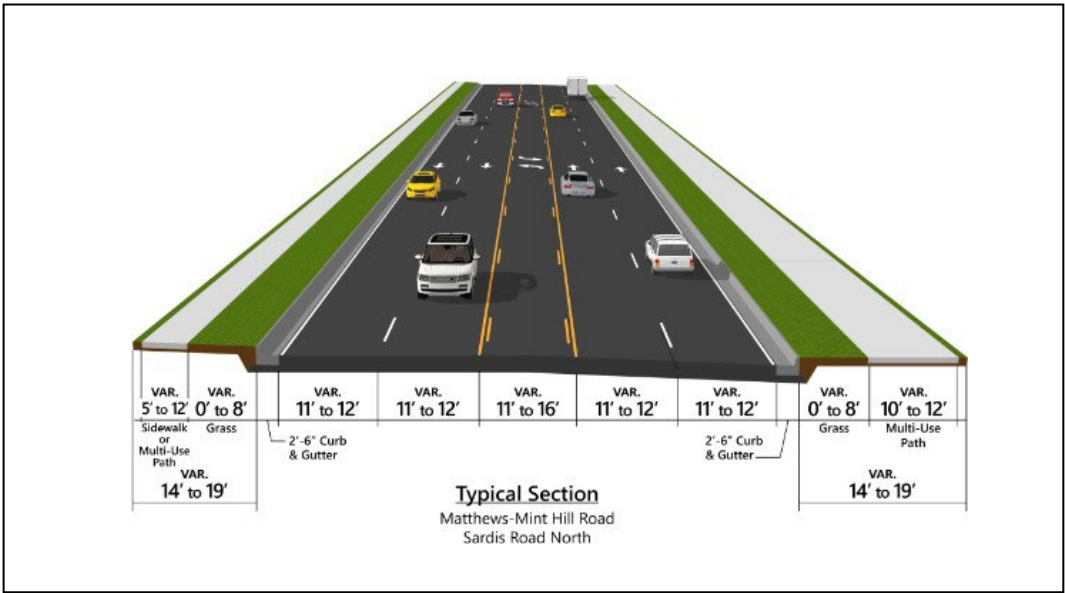 VAR.
5' to 12'
VAR.
0' to 8'
VAR.
11' to 12'
VAR.
11' to 12'
VAR.
11' to 16'
VAR.
11' to 12'
VAR.
11' to 12'
VAR.
0' to 8'
VAR.
10' to 12'
Sidewalk
or
Multi-Use
Path
Grass
2'-6" Curb
& Gutter
2'-6" Curb
& Gutter
Grass
Multi-Use
Path
VAR.
14' to 19'
VAR.
14' to 19'
Typical Section
Matthews-Mint Hill Road
Sardis Road North